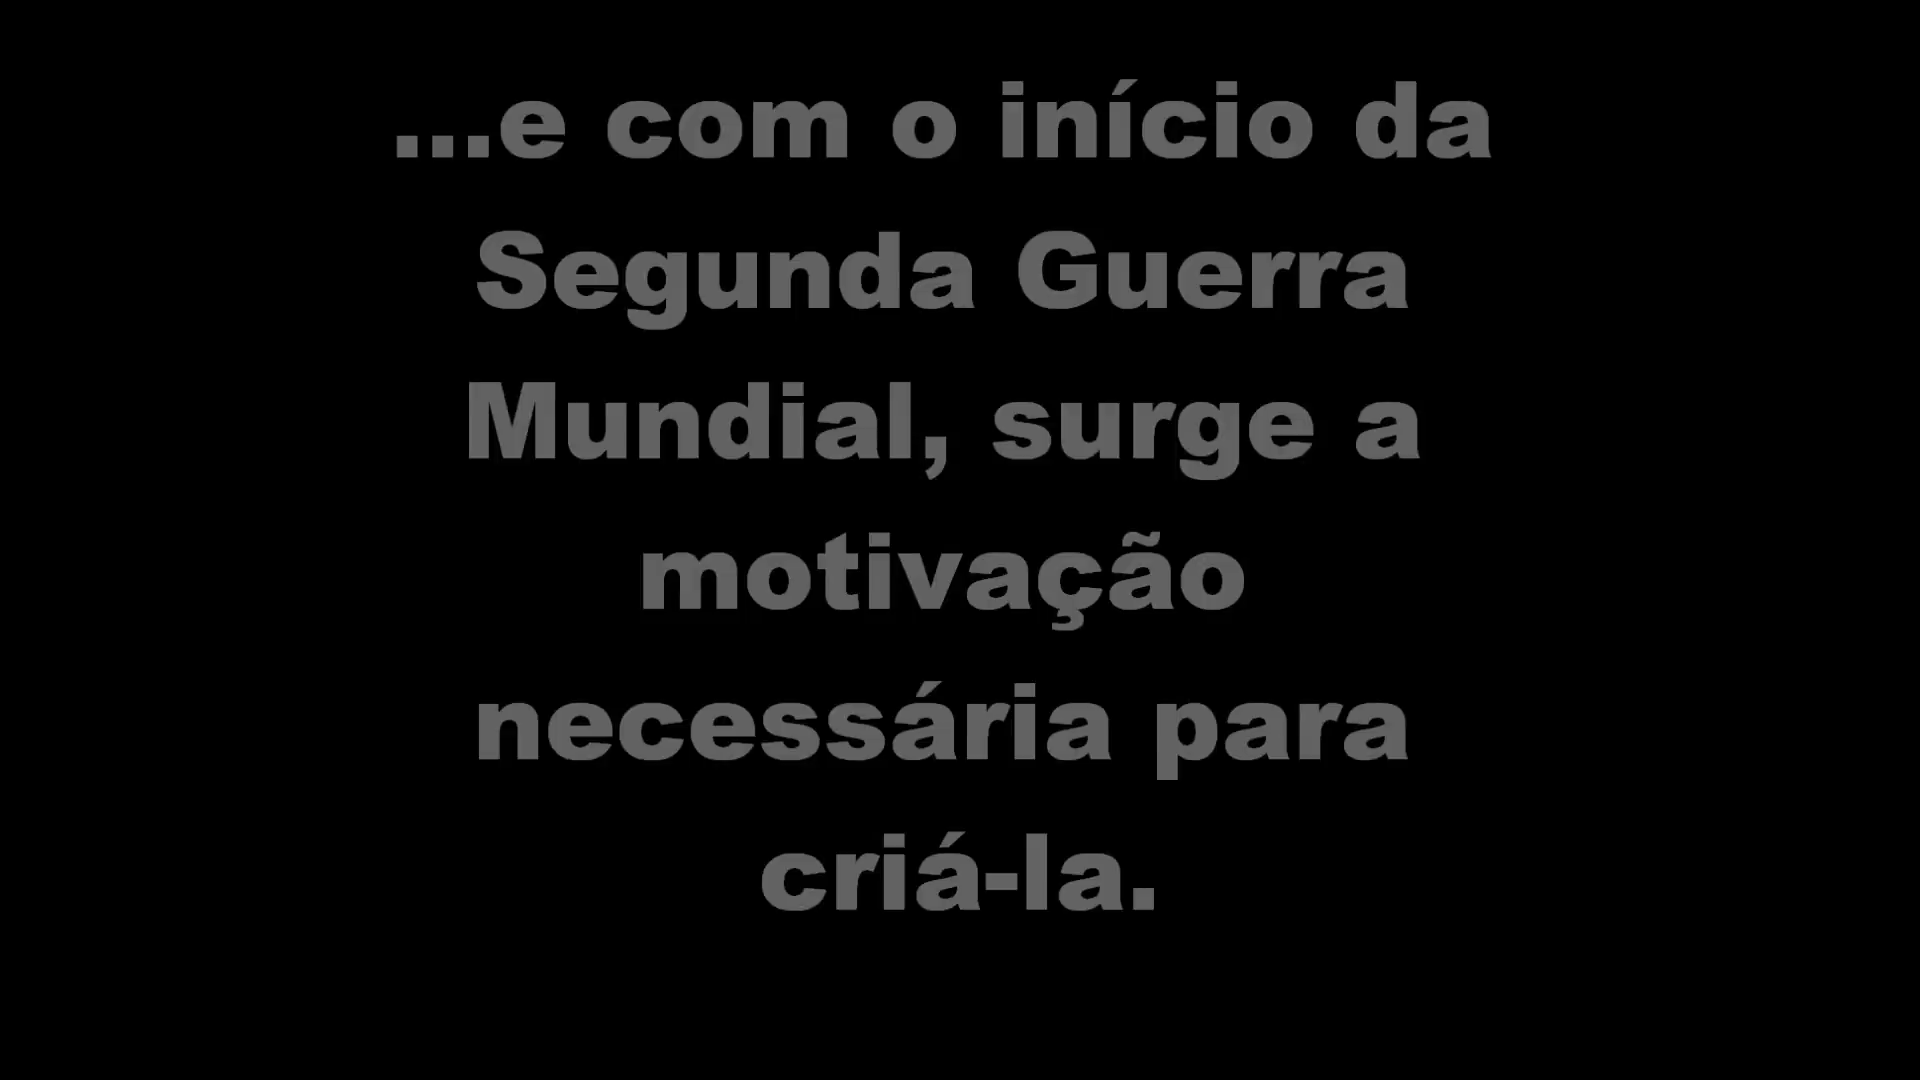 ...e com o início da
Segunda Guerra
Mundial, surge a
motivação
necessária para
criá-la.